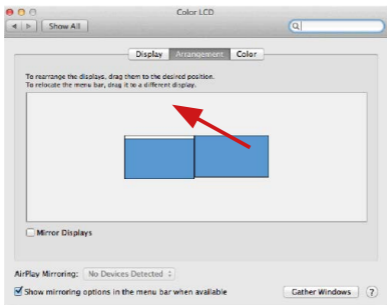 Color LCD
Show All
Display Arrangement Color
To rearrange the displays, drag them to the desired position.
To relocate the menu bar, drag it to a different display.
Mirror Displays
AirPlay Mirroring: No Devices Detected
Show mirroring options in the menu bar when available
Gather Windows ?